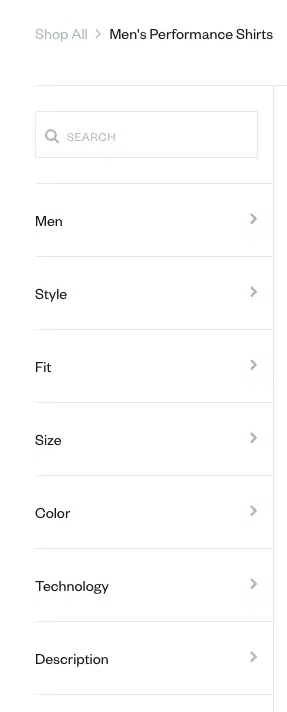 Shop All > Men's Performance Shirts
SEARCH
Men
Style
Fit
Size
Color
Technology
Description